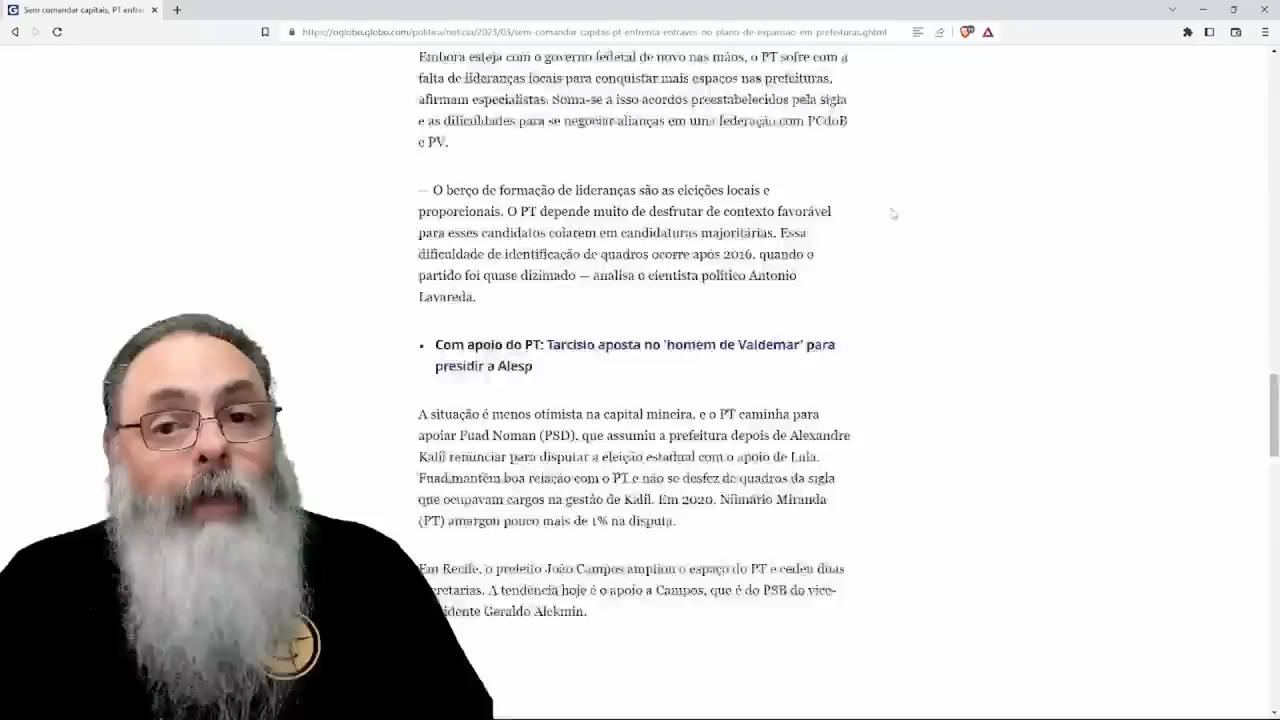 Sem comandar capitais, PT enfre
https://oglobo.globo.com/politica/noticia/2023/03/sem-comandar-capitais-pt-enfrenta-entraves-no-plano-de-expansao-em-prefeituras.ghtml
Embora esteja com o governo federal de novo nas mãos, o PT sofre com a
falta de lideranças locais para conquistar mais espaços nas prefeituras,
afirmam especialistas. Soma-se a isso acordos preestabelecidos pela sigla
e as dificuldades para se negociar alianças em uma federação com PCdoB
e PV.
— O berço de formação de lideranças são as eleições locais e
proporcionais. O PT depende muito de desfrutar de contexto favorável
para esses candidatos colarem em candidaturas majoritárias. Essa
dificuldade de identificação de quadros ocorre após 2016, quando o
partido foi quase dizimado — analisa o cientista político Antonio
Lavareda.
• Com apoio do PT: Tarcísio aposta no 'homem de Valdemar' para
presidir a Alesp
A situação é menos otimista na capital mineira, e o PT caminha para
apoiar Fuad Noman (PSD), que assumiu a prefeitura depois de Alexandre
Kalil renunciar para disputar a eleição estadual com o apoio de Lula.
Fuad mantém boa relação com o PT e não se desfez de quadros da sigla
que ocupavam cargos na gestão de Kalil. Em 2020, Nilmário Miranda
(PT) amargou pouco mais de 1% na disputa.
Em Recife, o prefeito João Campos ampliou o espaço do PT e cedeu duas
cretarias. A tendência hoje é o apoio a Campos, que é do PSB do vice-
idente Geraldo Alckmin.